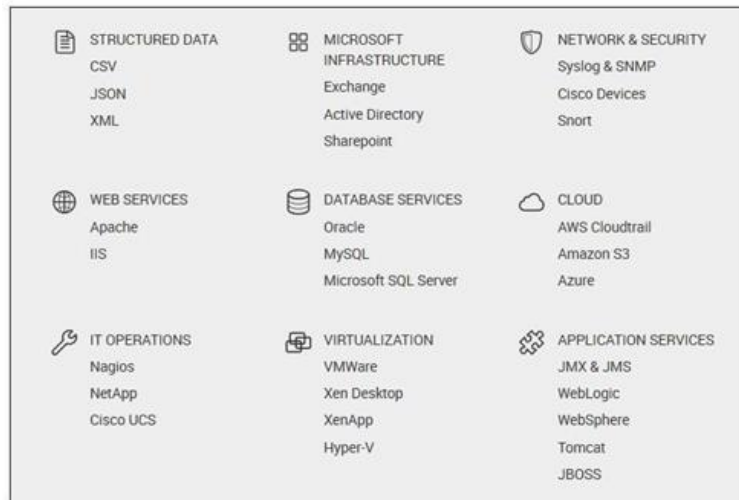 STRUCTURED DATA
CSV
JSON
XML
MICROSOFT
INFRASTRUCTURE
Exchange
Active Directory
Sharepoint
NETWORK & SECURITY
Syslog & SNMP
Cisco Devices
Snort
WEB SERVICES
Apache
IIS
DATABASE SERVICES
Oracle
MySQL
Microsoft SQL Server
CLOUD
AWS Cloudtrail
Amazon S3
Azure
IT OPERATIONS
Nagios
NetApp
Cisco UCS
VIRTUALIZATION
VMWare
Xen Desktop
XenApp
Hyper-V
APPLICATION SERVICES
JMX & JMS
WebLogic
WebSphere
Tomcat
JBOSS